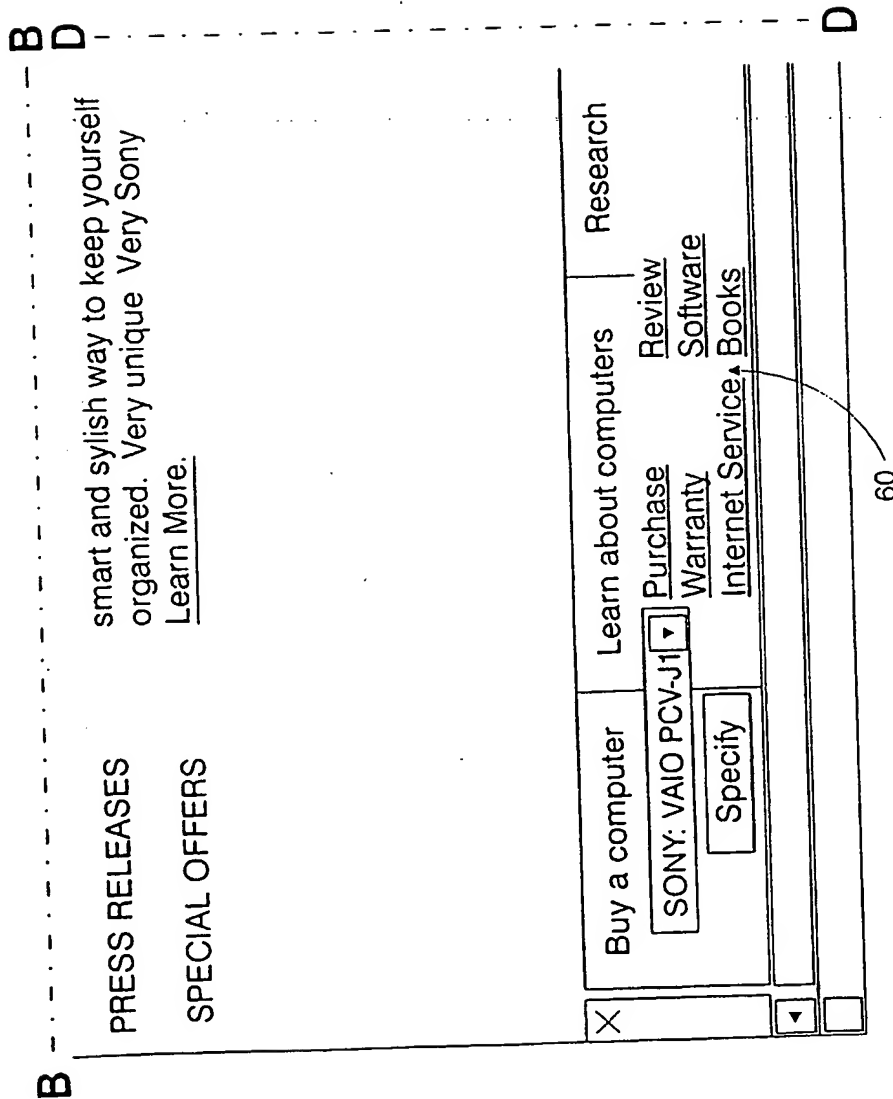 B B
D
PRESS RELEASES
SPECIAL OFFERS
smart and sylish way to keep yourself
organized. Very unique Very Sony
Learn More.
X
Buy a computer
SONY: VAIO PCV-J1
Specify
Learn about computers
Purchase Review
Warranty Software
Internet Service Books
Research
60
D